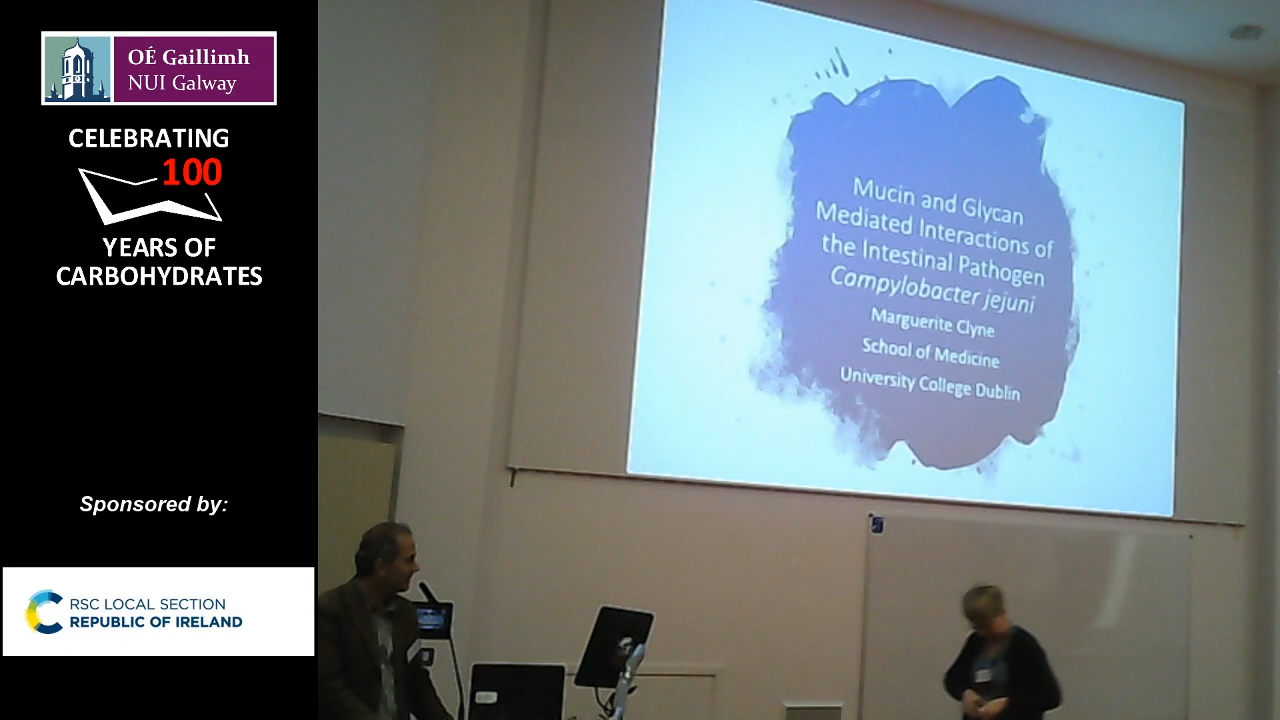 OÉ Gaillimh
NUI Galway
CELEBRATING
100
YEARS OF
CARBOHYDRATES
Sponsored by:
RSC LOCAL SECTION
REPUBLIC OF IRELAND
Mucin and Glycan
Mediated Interactions of
the Intestinal Pathogen
Campylobacter jejuni
Marguerite Clyne
School of Medicine
University College Dublin